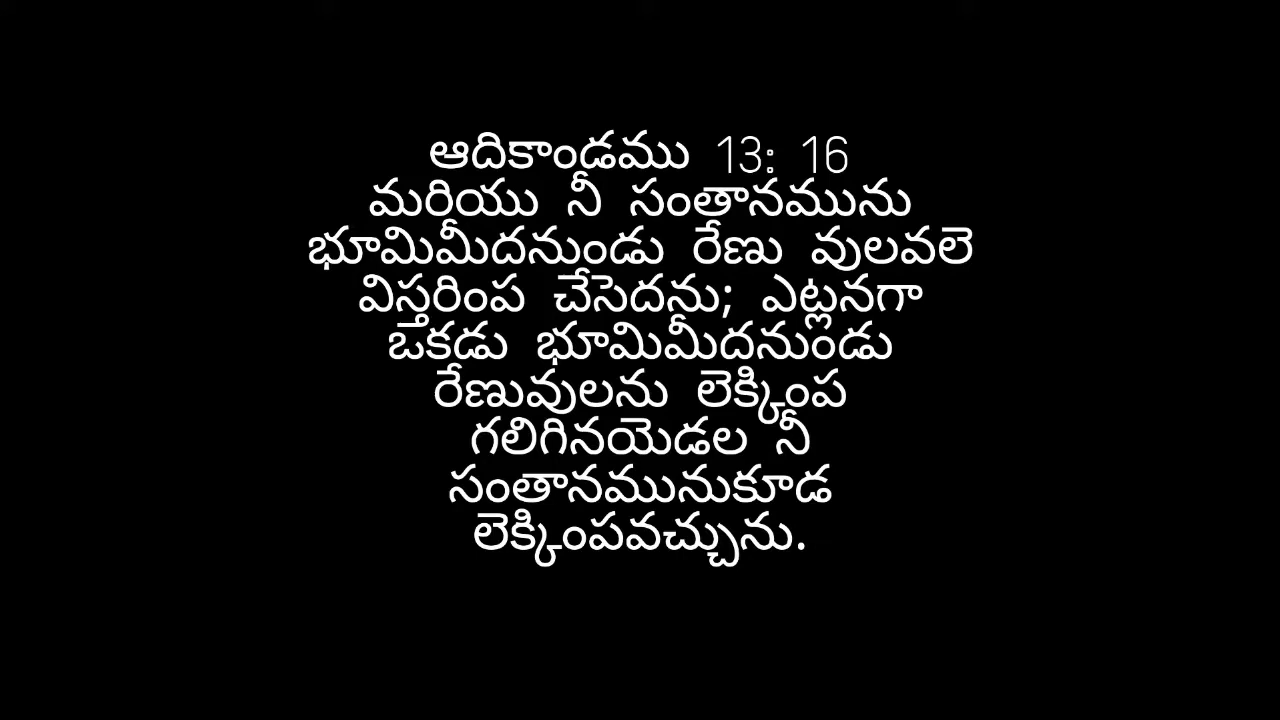 ఆదికాండము 13: 16
మరియు నీ సంతానమును
భూమిమీదనుండు రేణు వులవలె
విస్తరింప చేసెదను; ఎట్లనగా
ఒకడు భూమిమీదనుండు
రేణువులను లెక్కింప
గలిగినయెడల నీ
సంతానమునుకూడ
లెక్కింపవచ్చును.